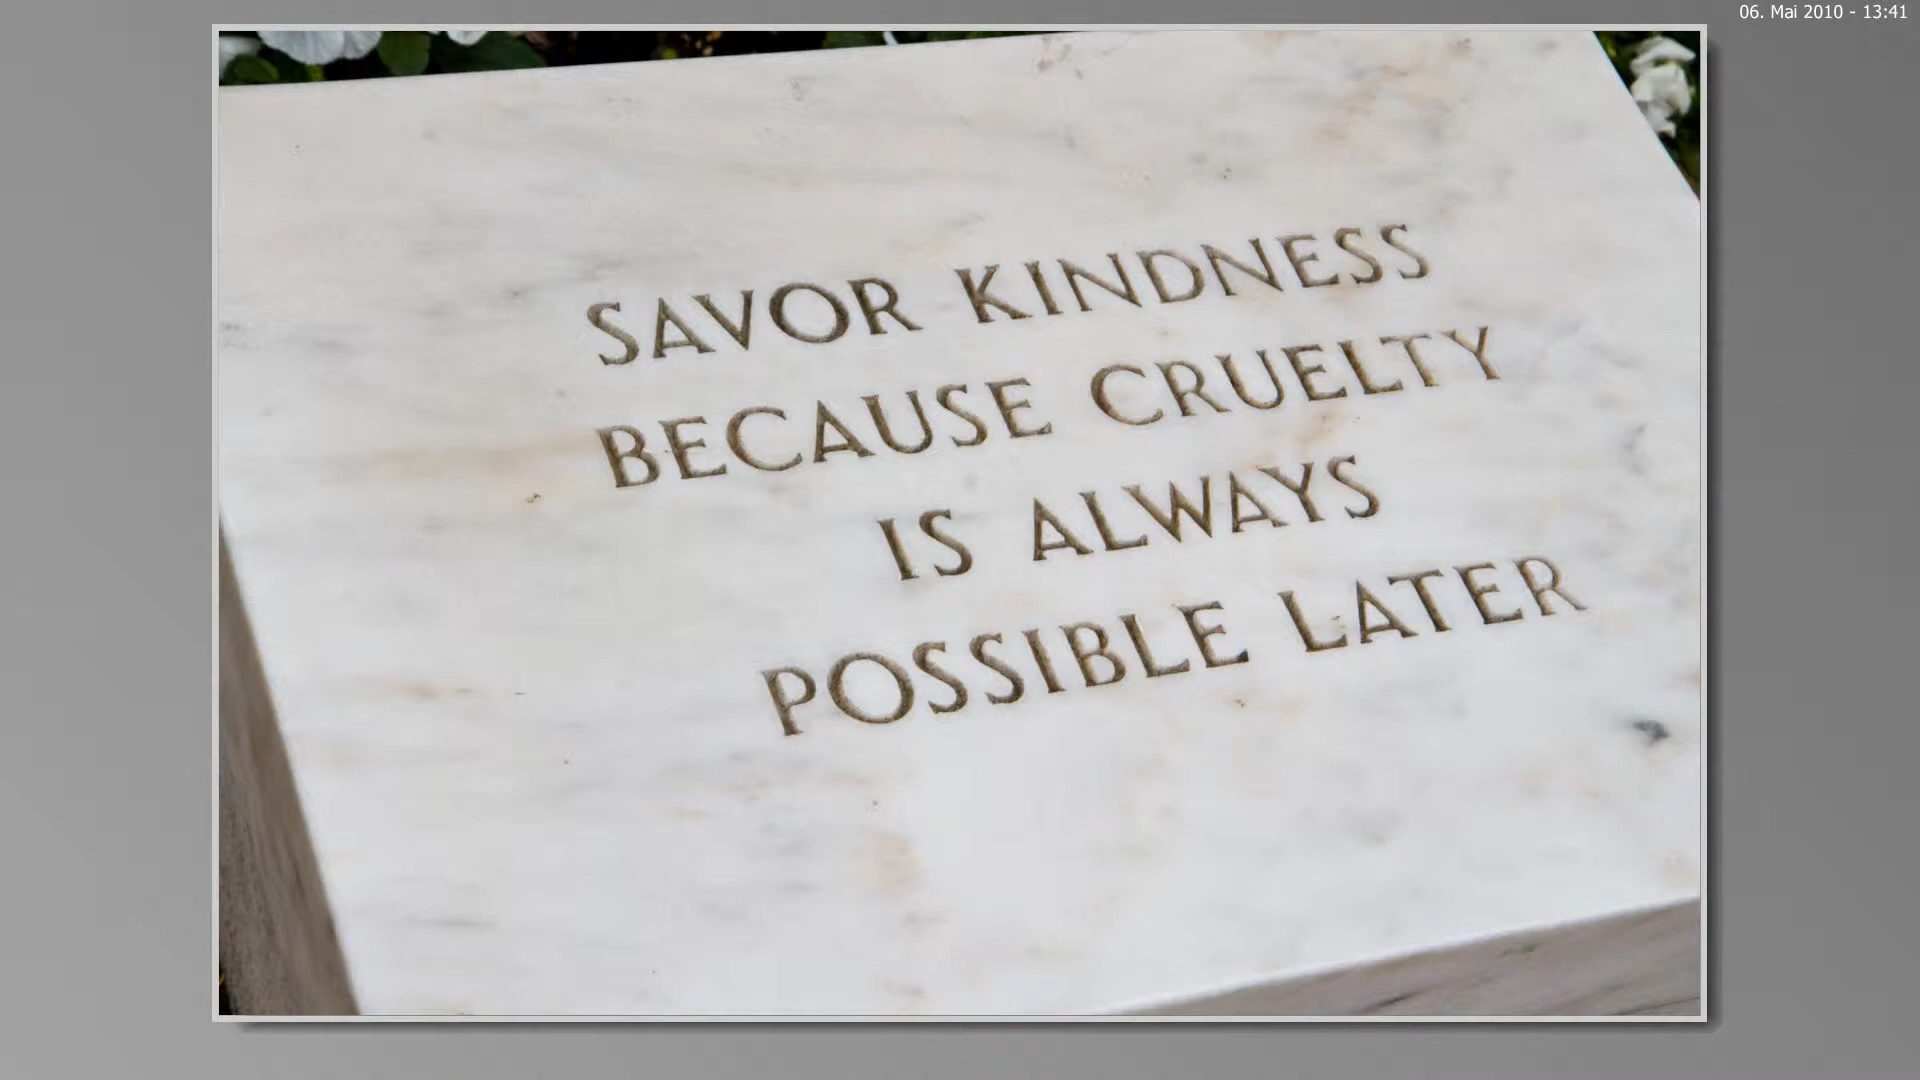 06. Mai 2010 - 13:41
SAVOR KINDNESS
BECAUSE CRUELTY
IS ALWAYS
POSSIBLE LATER